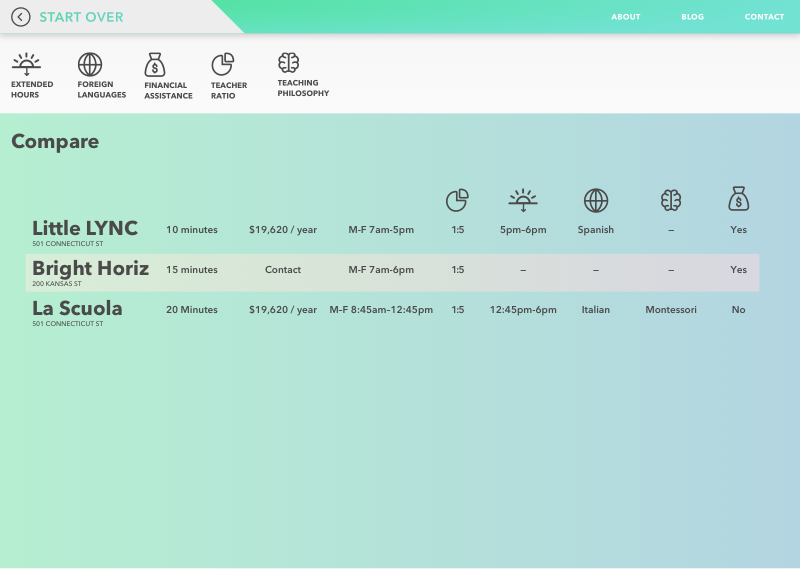 START OVER
ABOUT BLOG CONTACT
EXTENDED HOURS
FOREIGN LANGUAGES
FINANCIAL ASSISTANCE
TEACHER RATIO
TEACHING PHILOSOPHY
Compare
Little LYNC 10 minutes $19,620 / year M-F 7am-5pm 1:5 5pm–6pm Spanish – Yes
501 CONNECTICUT ST
Bright Horiz 15 minutes Contact M-F 7am-6pm 1:5 – – – Yes
200 KANSAS ST
La Scuola 20 Minutes $19,620 / year M-F 8:45am–12:45pm 1:5 12:45pm-6pm Italian Montessori No
501 CONNECTICUT ST